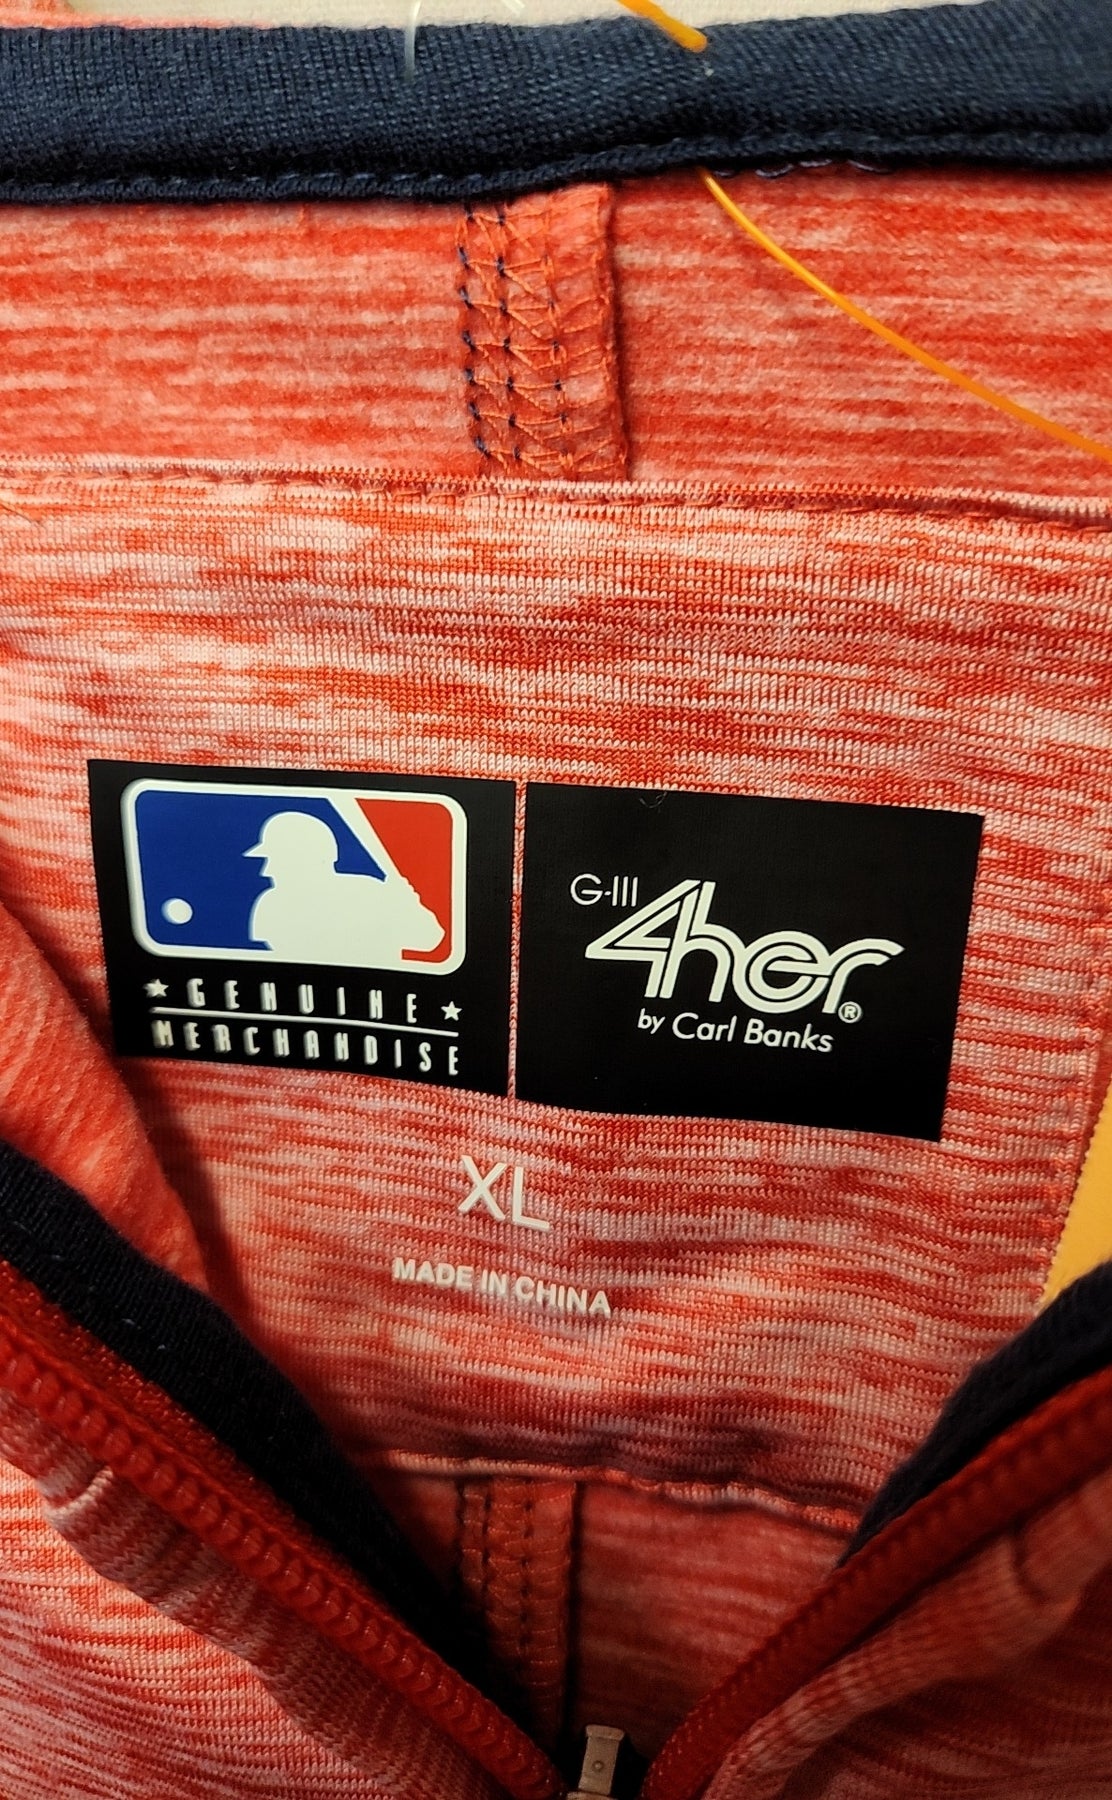 ★ GENUINE ★
MERCHANDISE
G-III
4her®
by Carl Banks
XL
MADE IN CHINA